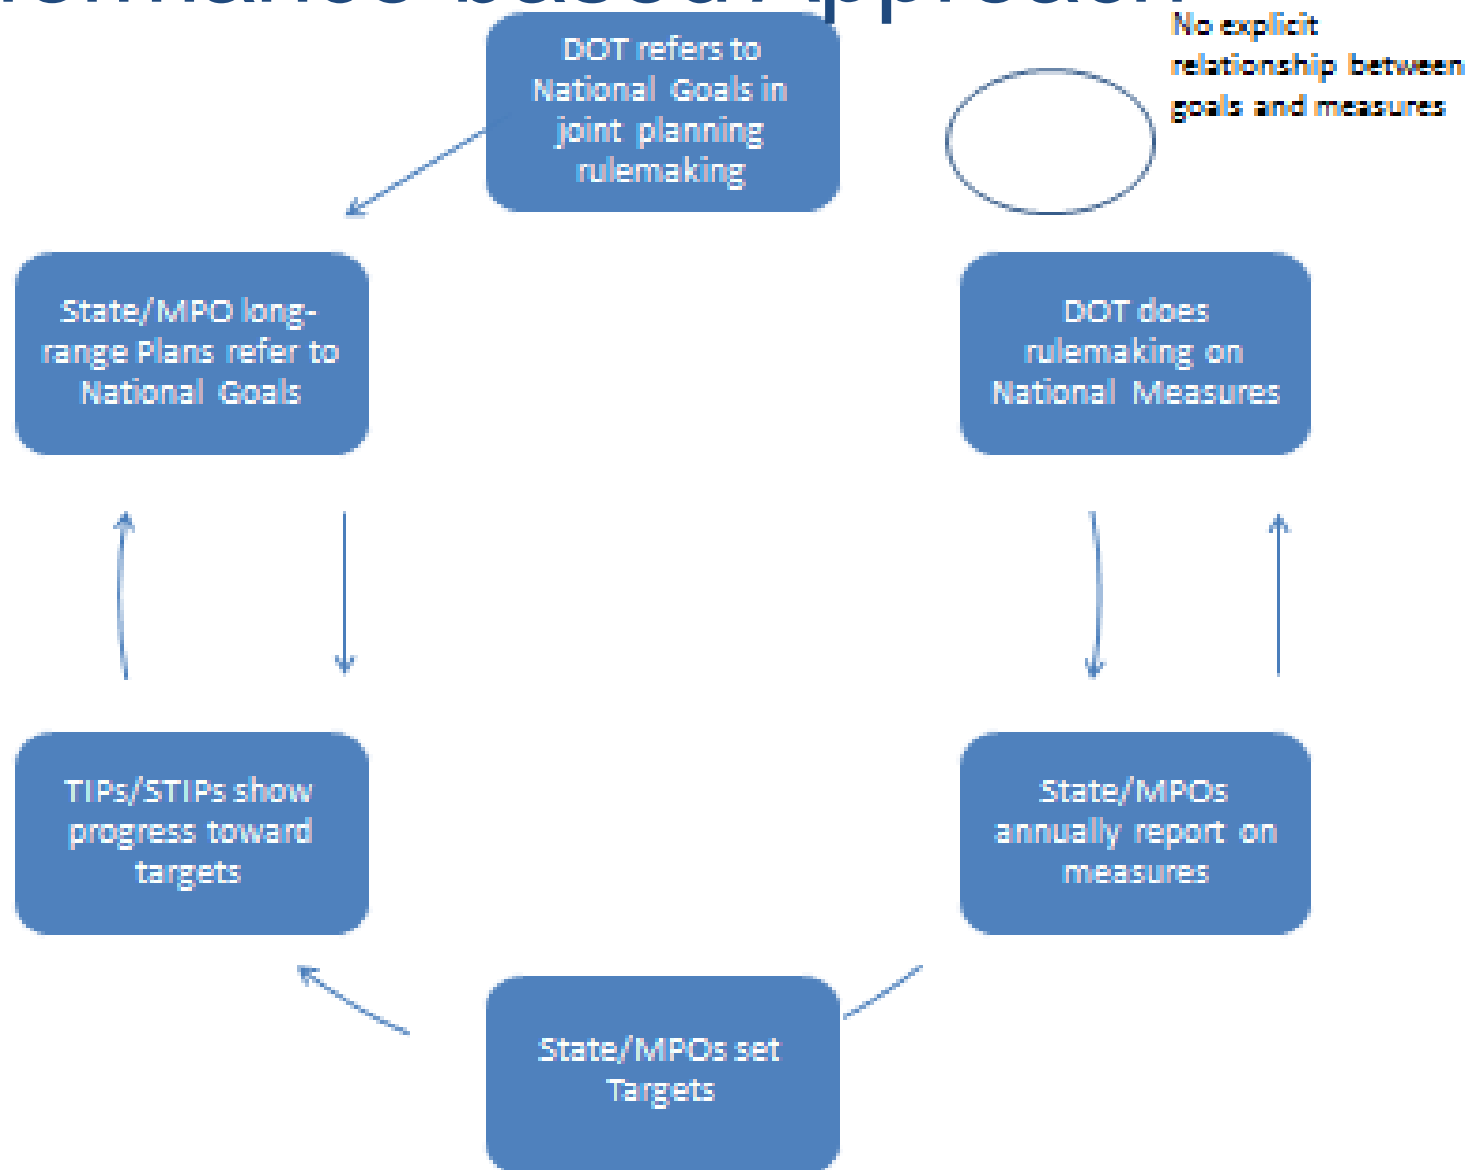 DOT refers to
National Goals in
joint planning
rulemaking
No explicit
relationship between
goals and measures
State/MPO long-
range Plans refer to
National Goals
DOT does
rulemaking on
National Measures
TIPs/STIPs show
progress toward
targets
State/MPOs
annually report on
measures
State/MPOs set
Targets